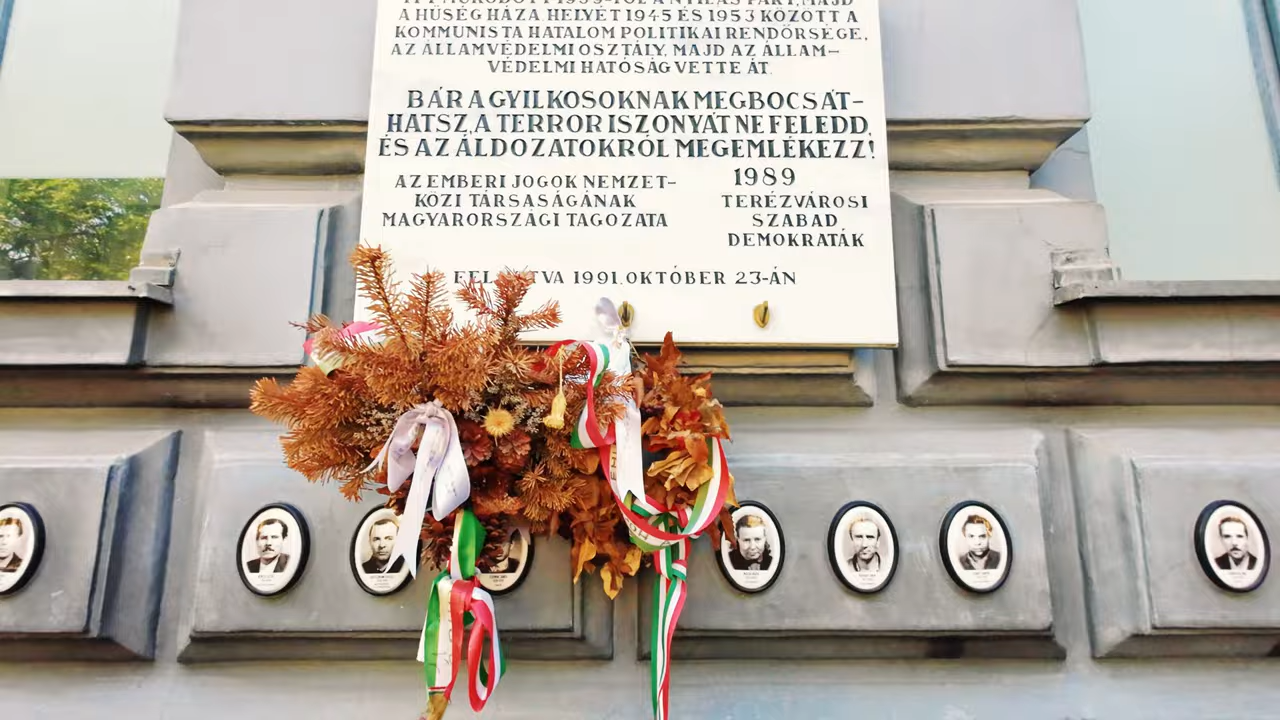 A HŰSÉG HÁZA. HELYÉT 1945 ÉS 1953 KÖZÖTT A
KOMMUNISTA HATALOM POLITIKAI RENDŐRSÉGE,
AZ ÁLLAMVÉDELMI OSZTÁLY, MAJD AZ ÁLLAM–
VÉDELMI HATÓSÁG VETTE ÁT.
BÁR A GYILKOSOKNAK MEGBOCSÁT–
HATSZ, A TERROR ISZONYÁT NE FELEDD,
ÉS AZ ÁLDOZATOKRÓL MEGEMLÉKEZZ!
AZ EMBERI JOGOK NEMZET–
KÖZI TÁRSASÁGÁNAK
MAGYARORSZÁGI TAGOZATA
1989
TERÉZVÁROSI
SZABAD
DEMOKRATÁK
1991. OKTÓBER 23-ÁN